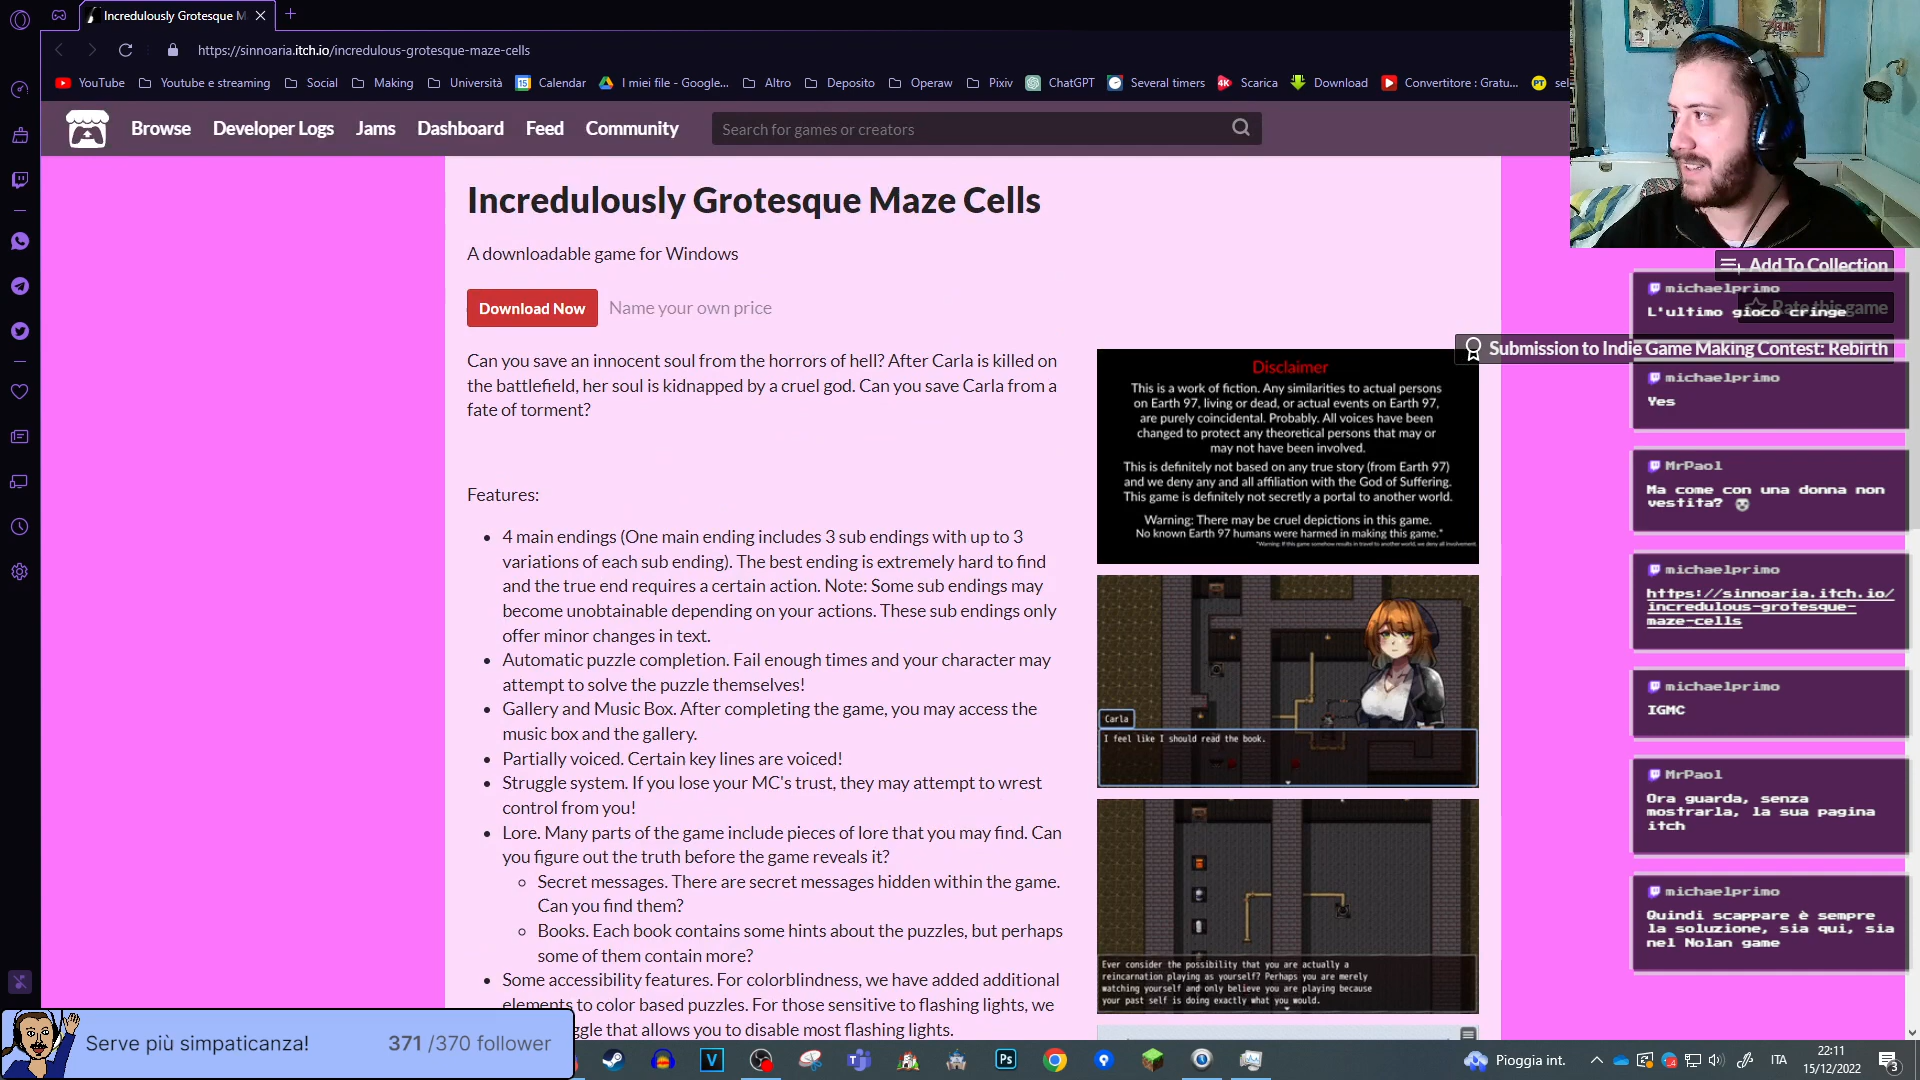 Incredulously Grotesque M
https://sinnoaria.itch.io/incredulous-grotesque-maze-cells
YouTube
Youtube e streaming
Social
Making
Università
Calendar
I miei file - Google...
Altro
Deposito
Operaw
Pixiv
ChatGPT
Several timers
Scarica
Download
Convertitore : Gratu...
sel
Browse
Developer Logs
Jams
Dashboard
Feed
Community
Search for games or creators
Incredulously Grotesque Maze Cells
A downloadable game for Windows
Download Now
Name your own price
Can you save an innocent soul from the horrors of hell? After Carla is killed on
the battlefield, her soul is kidnapped by a cruel god. Can you save Carla from a
fate of torment?
Features:
4 main endings (One main ending includes 3 sub endings with up to 3
variations of each sub ending). The best ending is extremely hard to find
and the true end requires a certain action. Note: Some sub endings may
become unobtainable depending on your actions. These sub endings only
offer minor changes in text.
Automatic puzzle completion. Fail enough times and your character may
attempt to solve the puzzle themselves!
Gallery and Music Box. After completing the game, you may access the
music box and the gallery.
Partially voiced. Certain key lines are voiced!
Struggle system. If you lose your MC's trust, they may attempt to wrest
control from you!
Lore. Many parts of the game include pieces of lore that you may find. Can
you figure out the truth before the game reveals it?
Secret messages. There are secret messages hidden within the game.
Can you find them?
Books. Each book contains some hints about the puzzles, but perhaps
some of them contain more?
Some accessibility features. For colorblindness, we have added additional
elements to color based puzzles. For those sensitive to flashing lights, we
ggle that allows you to disable most flashing lights.
Disclaimer
This is a work of fiction. Any similarities to actual persons
on Earth 97, living or dead, or actual events on Earth 97,
are purely coincidental. Probably. All voices have been
changed to protect any theoretical persons that may or
may not have been involved.
This is definitely not based on any true story (from Earth 97)
and we deny any and all affiliation with the God of Suffering.
This game is definitely not secretly a portal to another world.
Warning: There may be cruel depictions in this game.
No known Earth 97 humans were harmed in making this game.*
*Warning: If this game somehow results in travel to another world, we deny all involvement.
Carla
I feel like I should read the book.
Ever consider the possibility that you are actually a
reincarnation playing as yourself? Perhaps you are merely
watching yourself and only believe you are playing because
your past self is doing exactly what you would.
Add To Collection
Rate this game
Submission to Indie Game Making Contest: Rebirth
michaelprimo
L'ultimo gioco cringe
michaelprimo
Yes
MrPaol
Ma come con una donna non
vestita?
michaelprimo
https://sinnoaria.itch.io/
incredulous-grotesque-
maze-cells
michaelprimo
IGMC
MrPaol
Ora guarda, senza
mostrarla, la sua pagina
itch
michaelprimo
Quindi scappare è sempre
la soluzione, sia qui, sia
nel Nolan game
Serve più simpaticanza!
371 /370 follower
Pioggia int.
ITA
22:11
15/12/2022
3